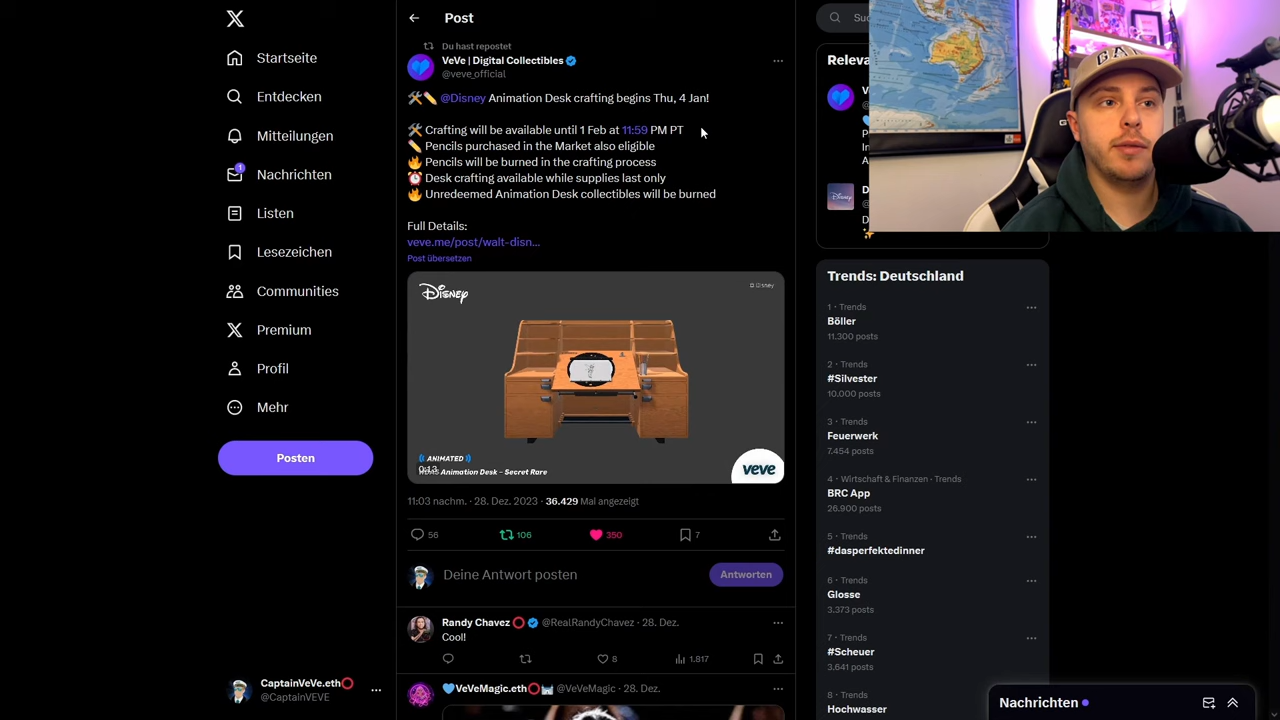 Startseite
Entdecken
Mitteilungen
1
Nachrichten
Listen
Lesezeichen
Communities
Premium
Profil
Mehr
Posten
CaptainVeVe.eth⭕
@CaptainVEVE
Post
Du hast repostet
VeVe | Digital Collectibles
@veve_official
🛠️✏️ @Disney Animation Desk crafting begins Thu, 4 Jan!
🛠️ Crafting will be available until 1 Feb at 11:59 PM PT
✏️ Pencils purchased in the Market also eligible
🔥 Pencils will be burned in the crafting process
⏰ Desk crafting available while supplies last only
🔥 Unredeemed Animation Desk collectibles will be burned
Full Details:
veve.me/post/walt-disn...
Post übersetzen
Disney
© Disney
ANIMATED
0:13
Animation Desk – Secret Rare
veve
11:03 nachm. · 28. Dez. 2023 · 36.429 Mal angezeigt
56
106
350
7
Deine Antwort posten
Antworten
Randy Chavez ⭕ @RealRandyChavez · 28. Dez.
Cool!
8
1.817
💙VeVeMagic.eth⭕🏰 @VeVeMagic · 28. Dez.
Su
Releva
V
D
Disney
Trends: Deutschland
1 · Trends
Böller
11.300 posts
2 · Trends
#Silvester
10.000 posts
3 · Trends
Feuerwerk
7.454 posts
4 · Wirtschaft & Finanzen · Trends
BRC App
26.900 posts
5 · Trends
#dasperfektedinner
6 · Trends
Glosse
3.373 posts
7 · Trends
#Scheuer
3.641 posts
8 · Trends
Hochwasser
Nachrichten